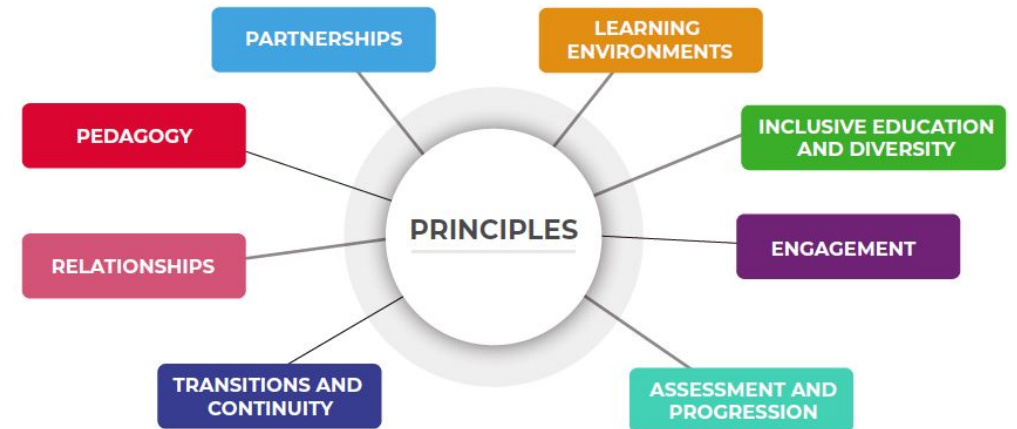 PARTNERSHIPS
LEARNING
ENVIRONMENTS
PEDAGOGY
INCLUSIVE EDUCATION
AND DIVERSITY
PRINCIPLES
RELATIONSHIPS
ENGAGEMENT
TRANSITIONS AND
CONTINUITY
ASSESSMENT AND
PROGRESSION